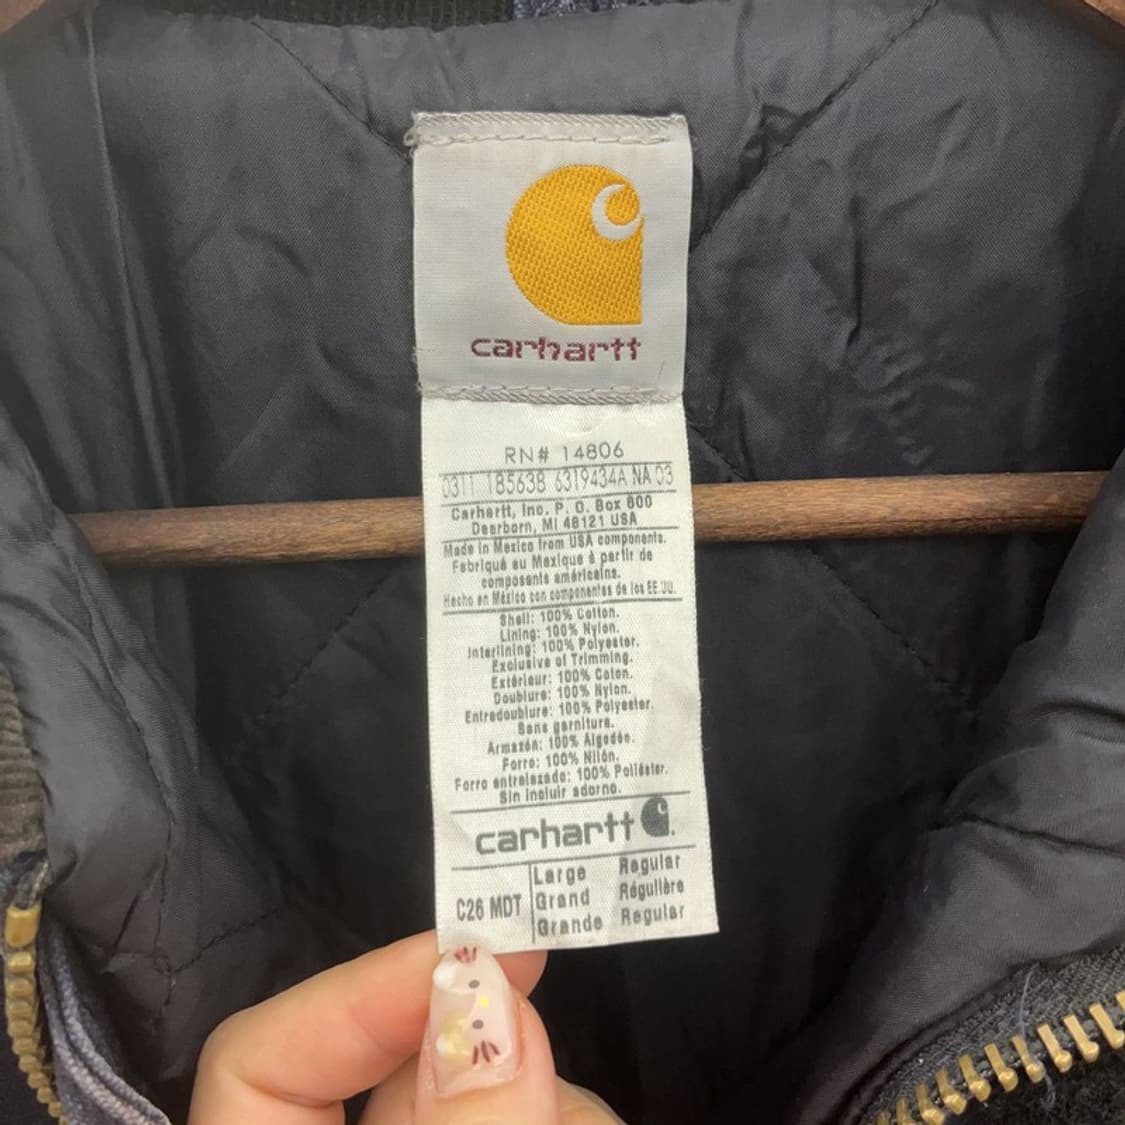 carhartt
RN# 14806
0311 185638 6319434A NA 03
Carhartt, Inc. P. O. Box 600
Dearborn, MI 48121 USA
Made in Mexico from USA components.
Fabriqué au Mexique à partir de
composants américains.
Hecho en México con componentes de los EE.UU.
Shell: 100% Cotton.
Lining: 100% Nylon.
Interlining: 100% Polyester.
Exclusive of Trimming.
Extérieur: 100% Coton.
Doublure: 100% Nylon.
Entredoublure: 100% Polyester.
Sans garniture.
Armazón: 100% Algodón.
Forro: 100% Nilón.
Forro entrelazado: 100% Poliéster.
Sin incluir adorno.
carhartt
Large Regular
C26 MDT Grand Régulière
Grande Regular